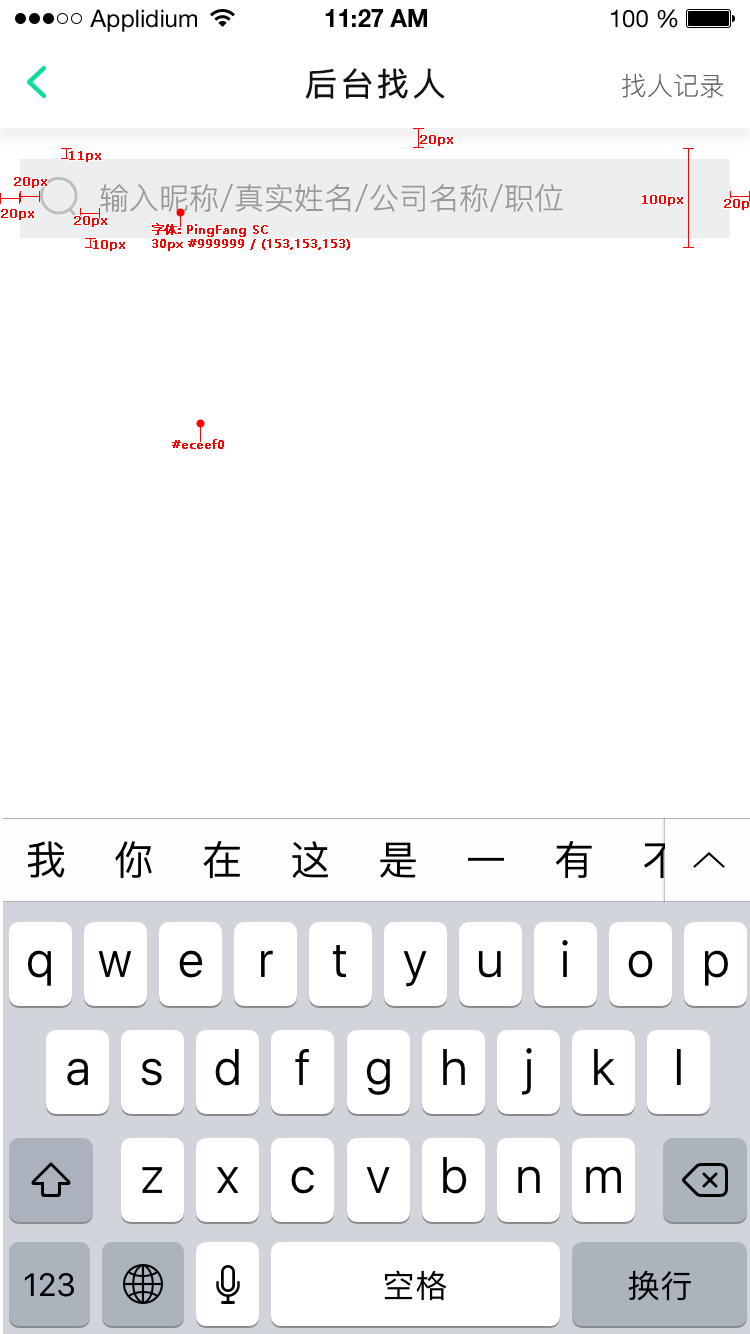 Applidium 11:27 AM 100 %
后台找人 找人记录
20px
11px
20px
输入昵称/真实姓名/公司名称/职位
100px
20px
20p
20px
字体: PingFang SC
10px
30px #999999 / (153,153,153)
#eceef0
我 你 在 这 是 一 有
q w e r t y u i o p
a s d f g h j k l
z x c v b n m
123 空格 换行